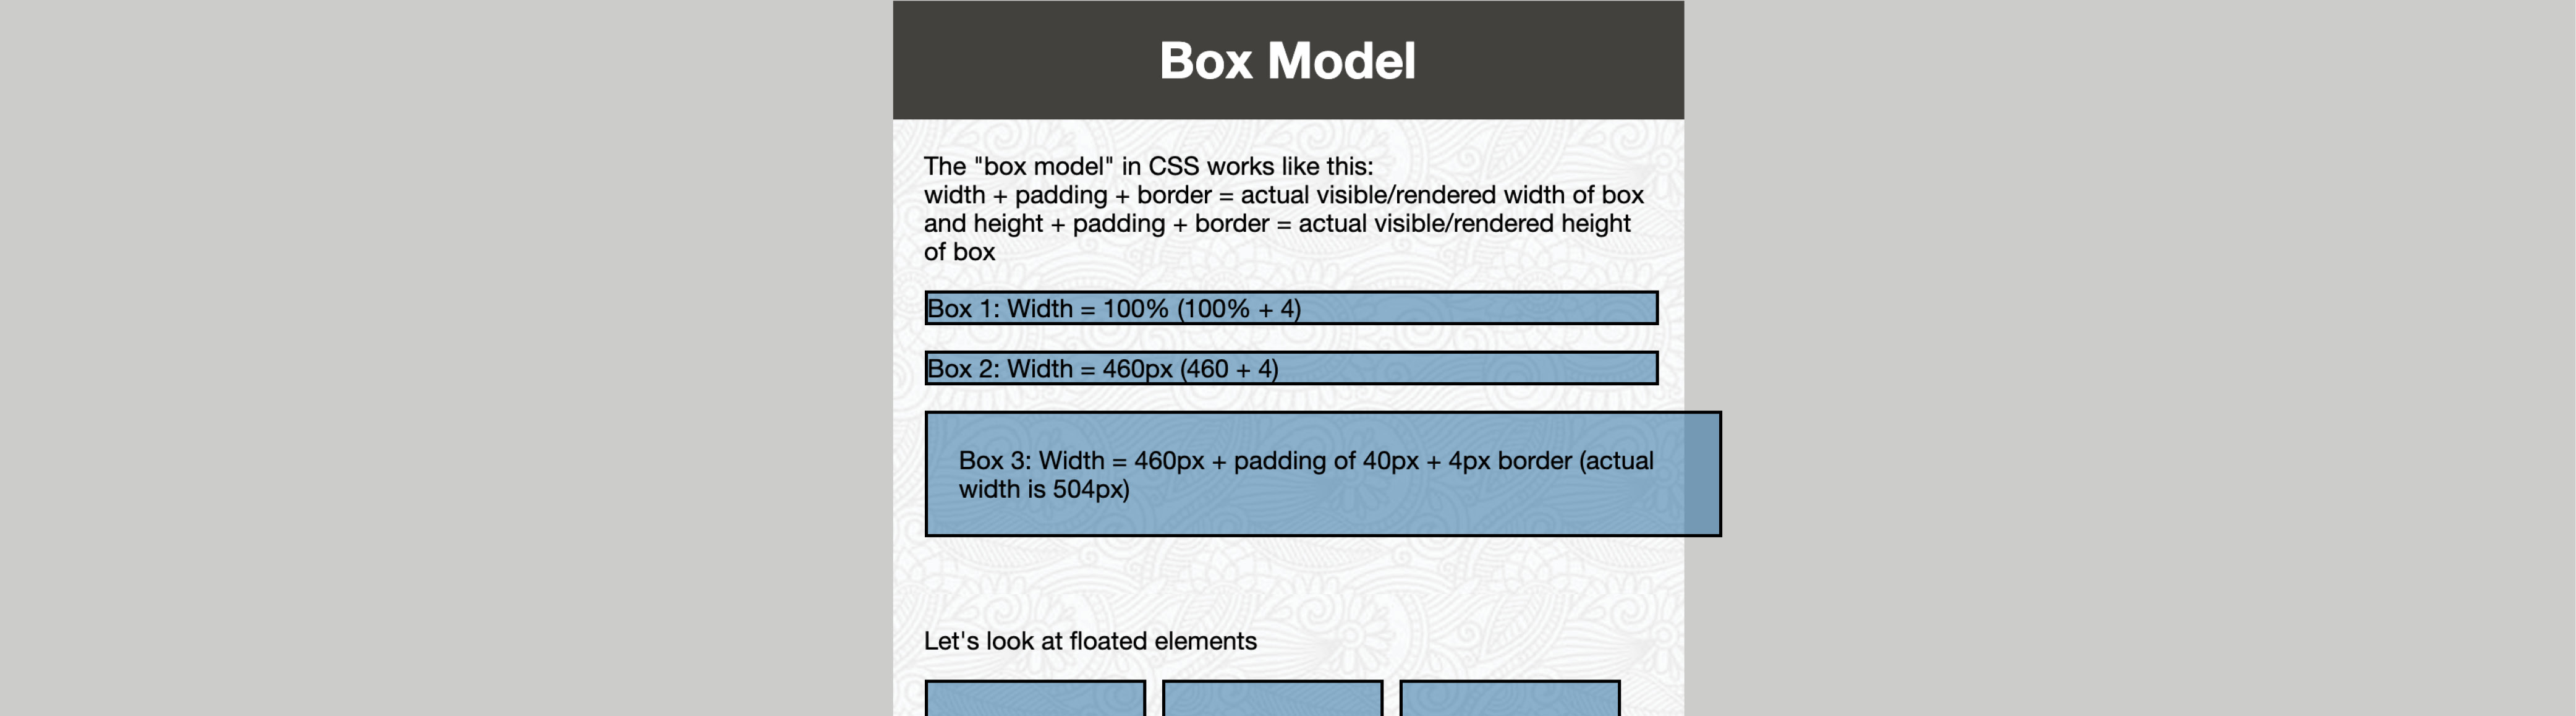 Box Model
The "box model" in CSS works like this:
width + padding + border = actual visible/rendered width of box
and height + padding + border = actual visible/rendered height
of box
Box 1: Width = 100% (100% + 4)
Box 2: Width = 460px (460 + 4)
Box 3: Width = 460px + padding of 40px + 4px border (actual
width is 504px)
Let's look at floated elements